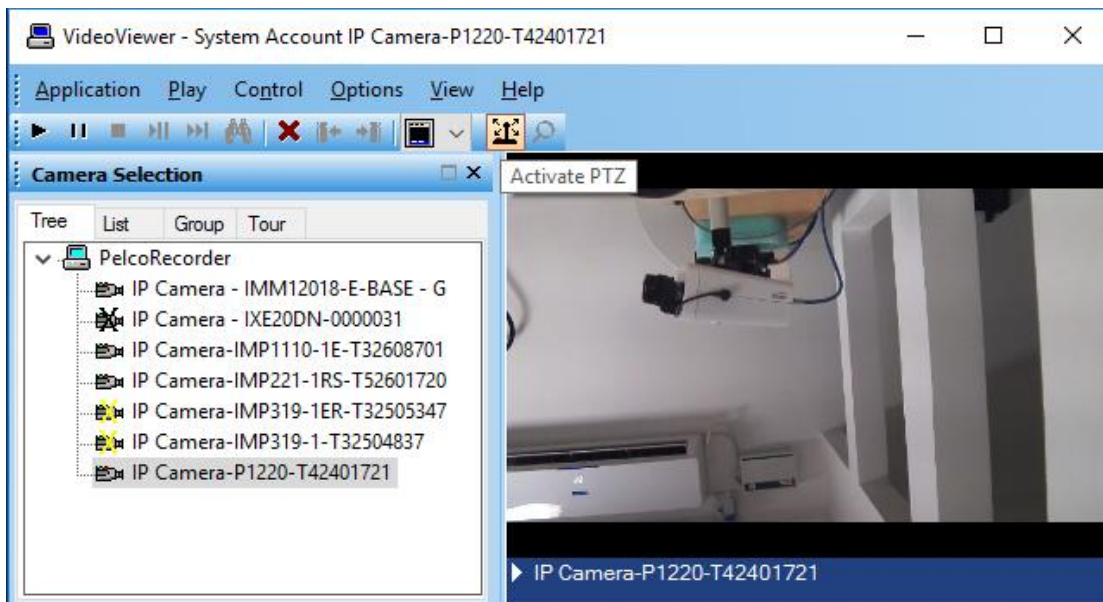 VideoViewer - System Account IP Camera-P1220-T42401721
Application Play Control Options View Help
Camera Selection
Activate PTZ
Tree List Group Tour
PelcoRecorder
IP Camera - IMM12018-E-BASE - G
IP Camera - IXE20DN-0000031
IP Camera-IMP1110-1E-T32608701
IP Camera-IMP221-1RS-T52601720
IP Camera-IMP319-1ER-T32505347
IP Camera-IMP319-1-T32504837
IP Camera-P1220-T42401721
IP Camera-P1220-T42401721